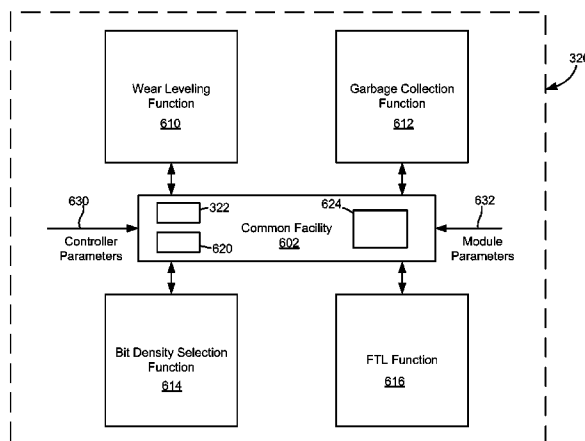 Wear Leveling
Function
610
Garbage Collection
Function
612
326
630
Controller
Parameters
322
620
Common Facility
602
624
632
Module
Parameters
Bit Density Selection
Function
614
FTL Function
616